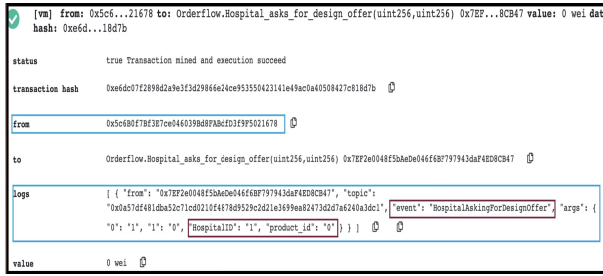 [vm] from: 0x5c6...21678 to: Orderflow.Hospital_asks_for_design_offer(uint256,uint256) 0x7EF...8CB47 value: 0 wei dat
hash: 0xe6d...18d7b
status true Transaction mined and execution succeed
transaction hash 0xe6dc07f2898d2a9e3f3d29866e24ce953550423141e49ac0a40508427c818d7b
from 0x5c6B0f7Bf3E7ce046039Bd8FABcfD3f9F5021678
to Orderflow.Hospital_asks_for_design_offer(uint256,uint256) 0x7EF2e0048f5bAeDe046f6BF797943daF4ED8CB47
logs [ { "from": "0x7EF2e0048f5bAeDe046f6BF797943daF4ED8CB47", "topic":
"0x0a57df481dba52c71cd0210f4878d9529c2d21e3699ea82473d2d7a6240a3dc1", "event": "HospitalAskingForDesignOffer", "args": {
"0": "1", "1": "0", "HospitalID": "1", "product_id": "0" } } ]
value 0 wei